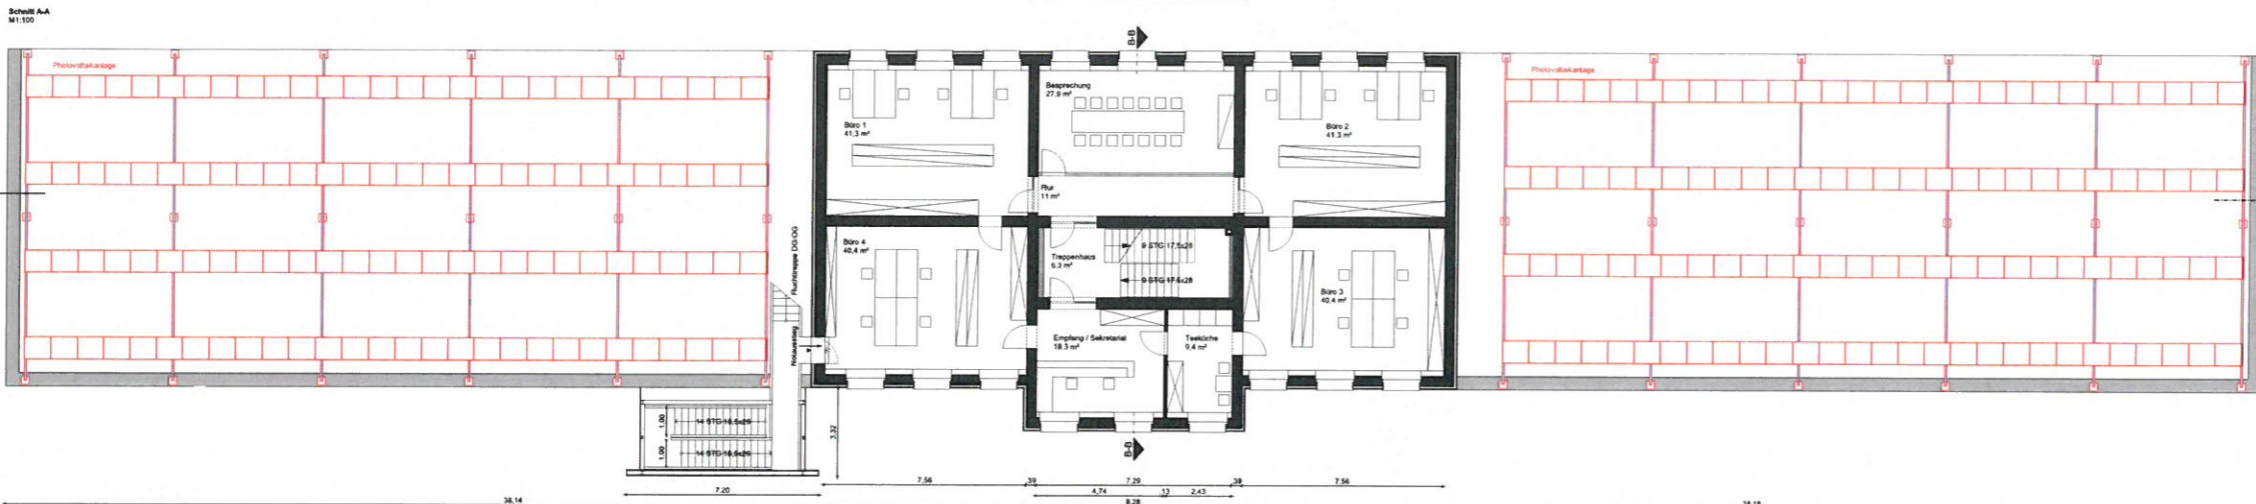 Schnitt A-A
M1:100
B-B
Photovoltaikanlage
Photovoltaikanlage
Besprechung
27,9 m²
Büro 1
41,3 m²
Büro 2
41,3 m²
Flur
11 m²
Büro 4
40,4 m²
Treppenhaus
6,3 m²
9 STG 17,5x28
9 STG 17,5x28
Büro 3
40,4 m²
Fluchttreppe DG/OG
Notausstieg
Empfang / Sekretariat
18,3 m²
Teeküche
9,4 m²
1.00
14 STG 18,5x26
1.00
14 STG 18,5x26
3,32
B-B
7,56
39
7,29
39
7,56
4,74
13
2,43
7,20
8,28
38,14